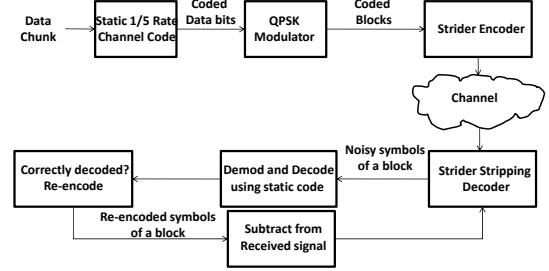 Data
Chunk
Static 1/5 Rate
Channel Code
Coded
Data bits
QPSK
Modulator
Coded
Blocks
Strider Encoder
Channel
Strider Stripping
Decoder
Noisy symbols
of a block
Demod and Decode
using static code
Correctly decoded?
Re-encode
Re-encoded symbols
of a block
Subtract from
Received signal